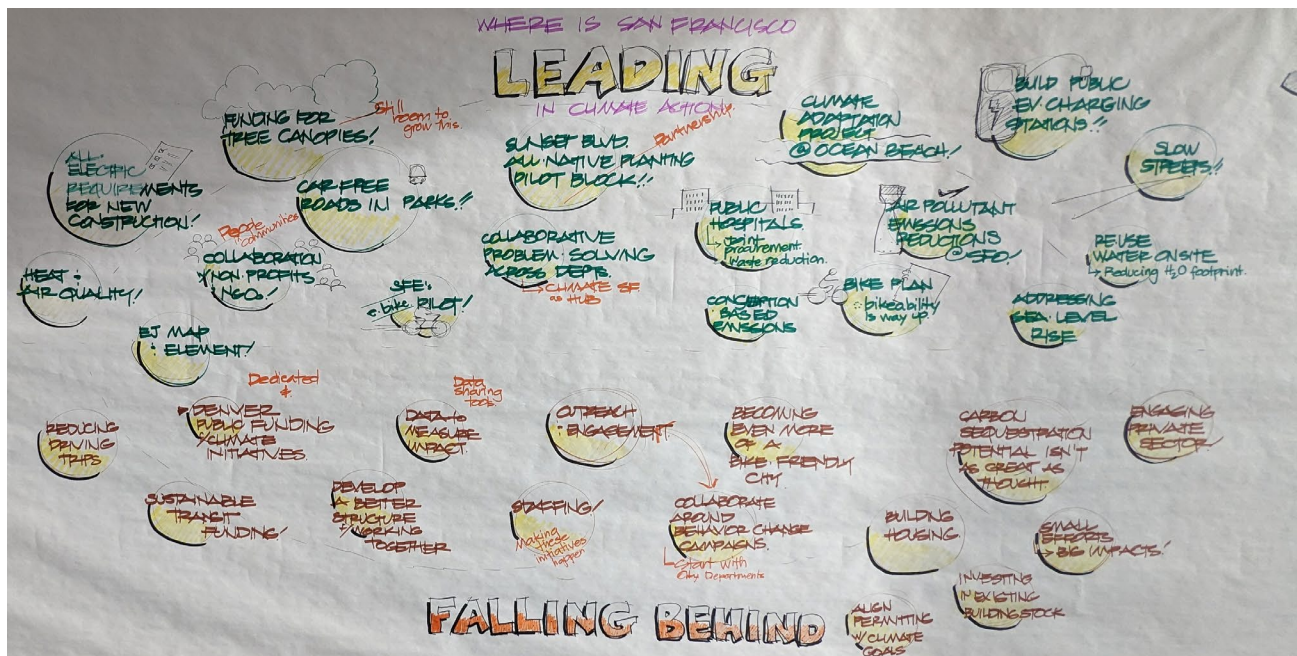 WHERE IS SAN FRANCISCO
LEADING
IN CLIMATE ACTION
FUNDING FOR
TREE CANOPIES!
Still
room to
grow this.
ALL-
ELECTRIC
REQUIREMENTS
FOR NEW
CONSTRUCTION!
CAR FREE
ROADS IN PARKS!!
SUNSET BLVD.
ALL-NATIVE PLANTING
PILOT BLOCK!!
Partnership
CLIMATE
ADAPTATION
PROJECT
@ OCEAN BEACH!
BUILD PUBLIC
EV CHARGING
STATIONS!!
SLOW
STREETS!!
People
communities
COLLABORATION
W/ NON PROFITS
NGOs!
HEAT &
AIR QUALITY!
COLLABORATIVE
PROBLEM-SOLVING
ACROSS DEPTS.
CLIMATE SF
as HUB
PUBLIC
HOSPITALS
joint
procurement
waste reduction.
AIR POLLUTANT
EMISSIONS
REDUCTIONS
@ SFO!
REUSE
WATER ONSITE
Reducing H2O footprint.
SFE's
e-bike PILOT!
CONCEPTION
BASED
EMISSIONS
BIKE PLAN
bikeability
is way up
ADDRESSING
SEA-LEVEL
RISE
EJ MAP
& ELEMENT!
Dedicated
&
DENVER
PUBLIC FUNDING
CLIMATE
INITIATIVES
REDUCING
DRIVING
TRIPS
Data
sharing
tools.
DATA to
MEASURE
IMPACT.
OUTREACH
& ENGAGEMENT
BECOMING
EVEN MORE
OF A
BIKE-FRIENDLY
CITY.
CARBON
SEQUESTRATION
POTENTIAL ISN'T
AS GREAT AS
THOUGHT
ENGAGING
PRIVATE
SECTOR!
SUSTAINABLE
TRANSIT
FUNDING!
DEVELOP
A BETTER
STRUCTURE
WORKING
TOGETHER
STAFFING!
Making
these
initiatives
happen
COLLABORATE
AROUND
BEHAVIOR CHANGE
CAMPAIGNS.
start with
City Departments
BUILDING
HOUSING
SMALL
EFFORTS
BIG IMPACTS!
INVESTING
IN EXISTING
BUILDING STOCK
ALIGN
PERMITTING
W/ CLIMATE
GOALS
FALLING BEHIND